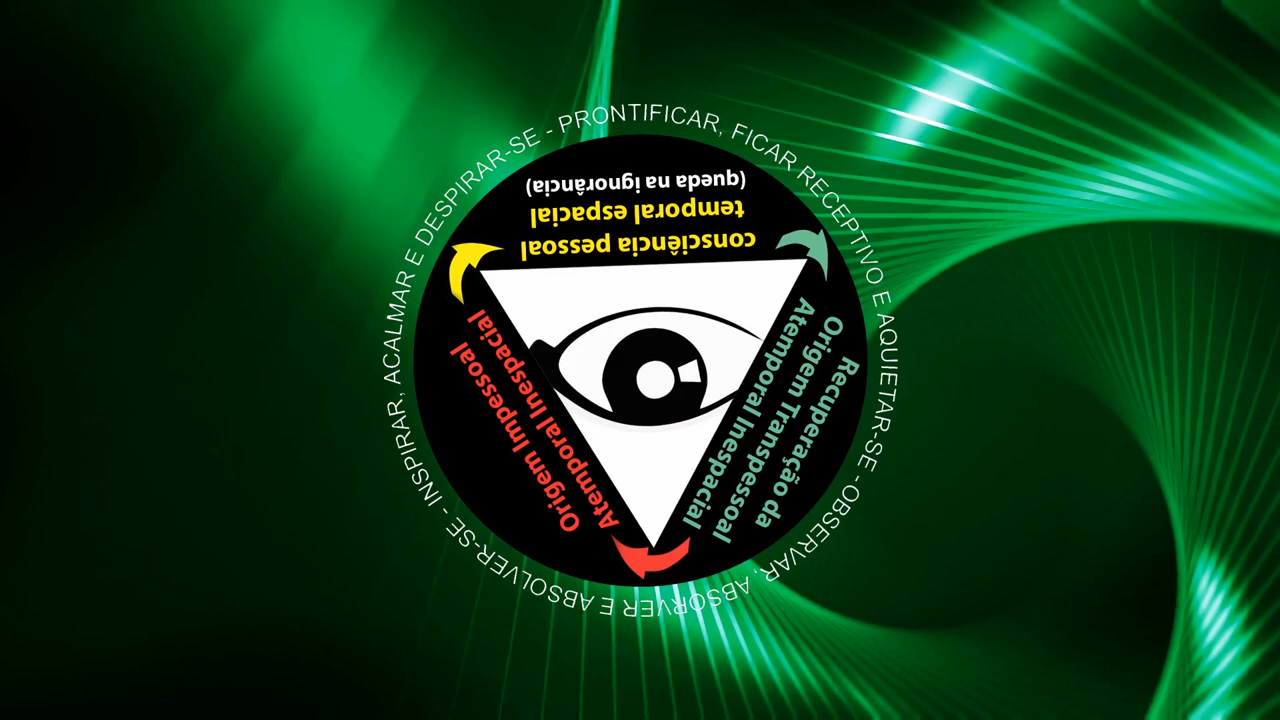 PRONTIFICAR, FICAR RECEPTIVO E AQUIETAR-SE - OBSERVAR, ABSORVER E ABSOLVER-SE - INSPIRAR, ACALMAR E DESPIRAR-SE -
consciência pessoal
temporal espacial
(queda na ignorância)
Origem Impessoal
Atemporal Inespacial
Recuperação da
Origem Transpessoal
Atemporal Inespacial